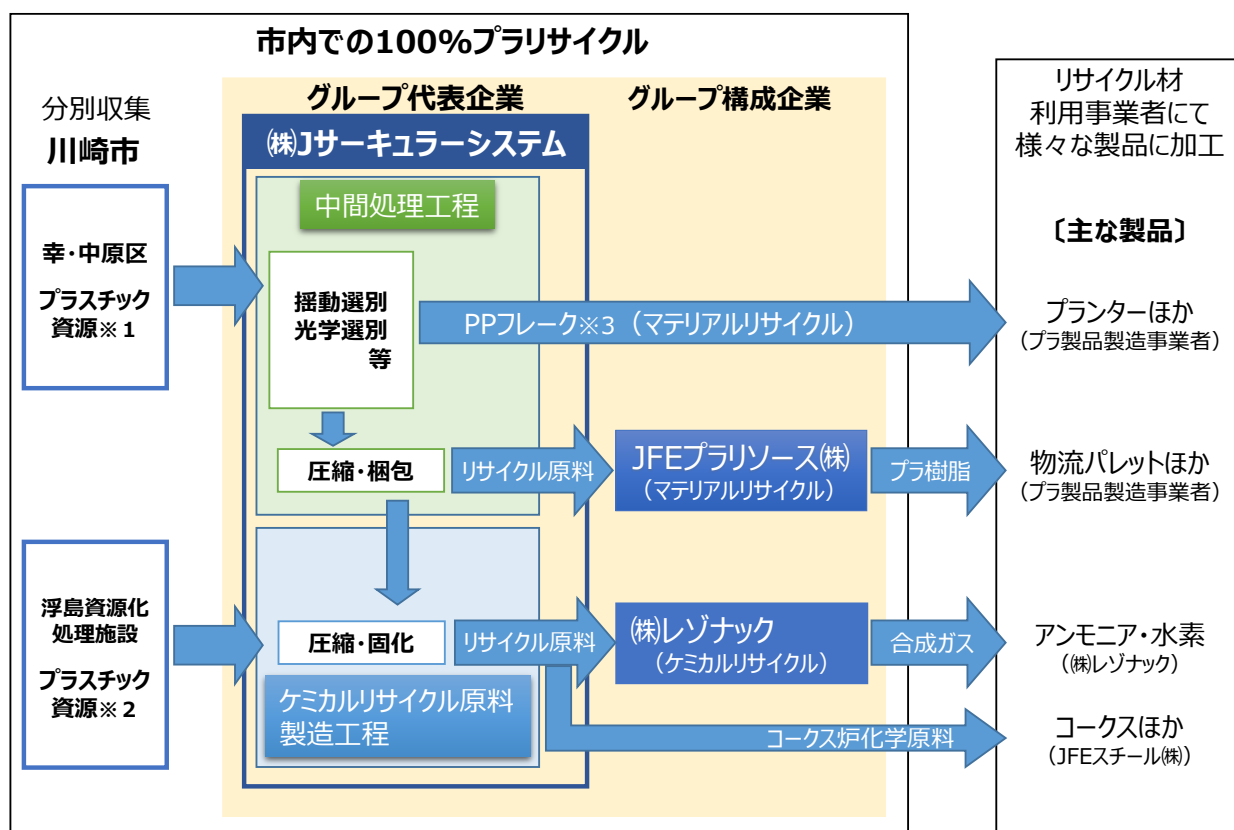 市内での100%プラリサイクル
分別収集
川崎市
グループ代表企業
グループ構成企業
㈱Jサーキュラーシステム
中間処理工程
幸・中原区
プラスチック
資源※１
揺動選別
光学選別
等
PPフレーク※3（マテリアルリサイクル）
圧縮・梱包
リサイクル原料
JFEプラリソース㈱
（マテリアルリサイクル）
プラ樹脂
浮島資源化
処理施設
プラスチック
資源※２
圧縮・固化
リサイクル原料
㈱レゾナック
（ケミカルリサイクル）
合成ガス
ケミカルリサイクル原料
製造工程
コークス炉化学原料
リサイクル材
利用事業者にて
様々な製品に加工
〔主な製品〕
プランターほか
（プラ製品製造事業者）
物流パレットほか
（プラ製品製造事業者）
アンモニア・水素
（㈱レゾナック）
コークスほか
（JFEスチール㈱）